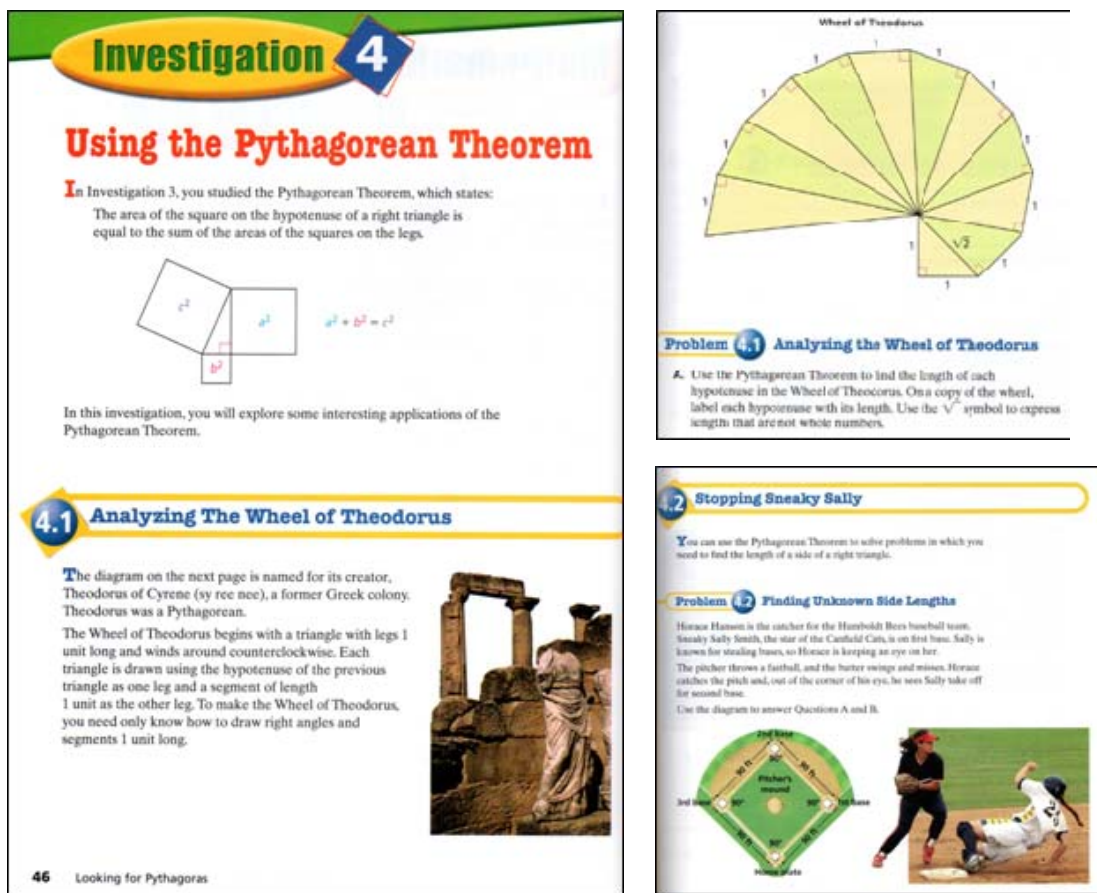 Investigation 4
Using the Pythagorean Theorem
In Investigation 3, you studied the Pythagorean Theorem, which states:
The area of the square on the hypotenuse of a right triangle is
equal to the sum of the areas of the squares on the legs.
c²
a²
a² + b² = c²
b²
In this investigation, you will explore some interesting applications of the
Pythagorean Theorem.
4.1 Analyzing The Wheel of Theodorus
The diagram on the next page is named for its creator,
Theodorus of Cyrene (sy ree nee), a former Greek colony.
Theodorus was a Pythagorean.
The Wheel of Theodorus begins with a triangle with legs 1
unit long and winds around counterclockwise. Each
triangle is drawn using the hypotenuse of the previous
triangle as one leg and a segment of length
1 unit as the other leg. To make the Wheel of Theodorus,
you need only know how to draw right angles and
segments 1 unit long.
46 Looking for Pythagoras
Wheel of Theodorus
1
1
1
1
1
1
1
1
1
1
1
√2
1
1
Problem 4.1 Analyzing the Wheel of Theodorus
A. Use the Pythagorean Theorem to find the length of each
hypotenuse in the Wheel of Theodorus. On a copy of the wheel,
label each hypotenuse with its length. Use the √ symbol to express
lengths that are not whole numbers.
4.2 Stopping Sneaky Sally
You can use the Pythagorean Theorem to solve problems in which you
need to find the length of a side of a right triangle.
Problem 4.2 Finding Unknown Side Lengths
Horace Hanson is the catcher for the Humboldt Bees baseball team.
Sneaky Sally Smith, the star of the Canfield Cats, is on first base. Sally is
known for stealing bases, so Horace is keeping an eye on her.
The pitcher throws a fastball, and the batter swings and misses. Horace
catches the pitch and, out of the corner of his eye, he sees Sally take off
for second base.
Use the diagram to answer Questions A and B.
2nd base
90°
90 ft
90 ft
Pitcher's
mound
3rd base
90°
90°
1st base
90 ft
90 ft
90°
Home plate